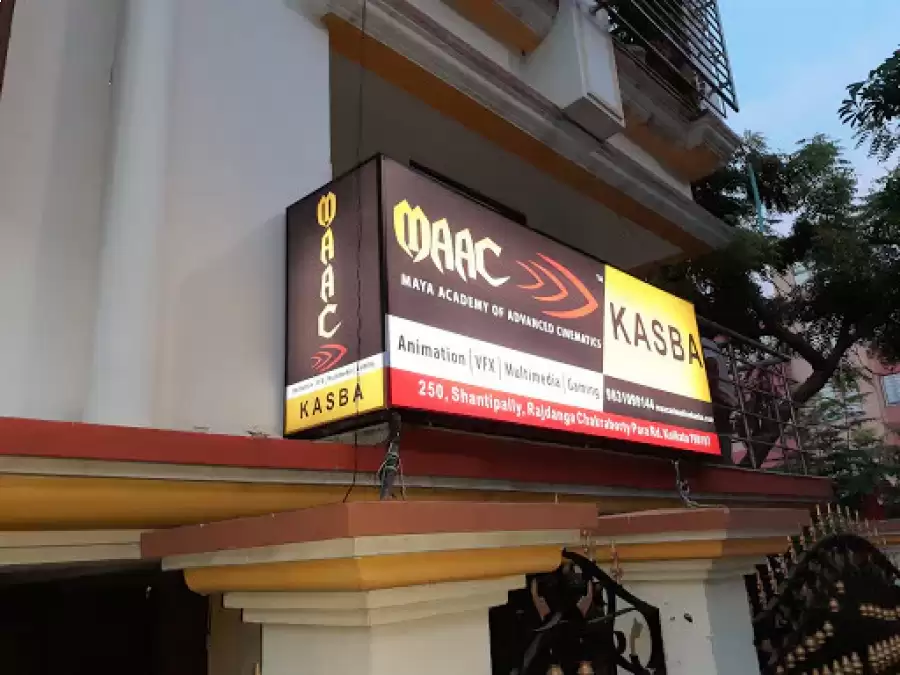 MAAC
KASBA
MAAC
MAYA ACADEMY OF ADVANCED CINEMATICS
TM
KASBA
Animation | VFX | Multimedia | Gaming
250, Shantipally, Rajdanga Chakraborty Para Rd. Kolkata